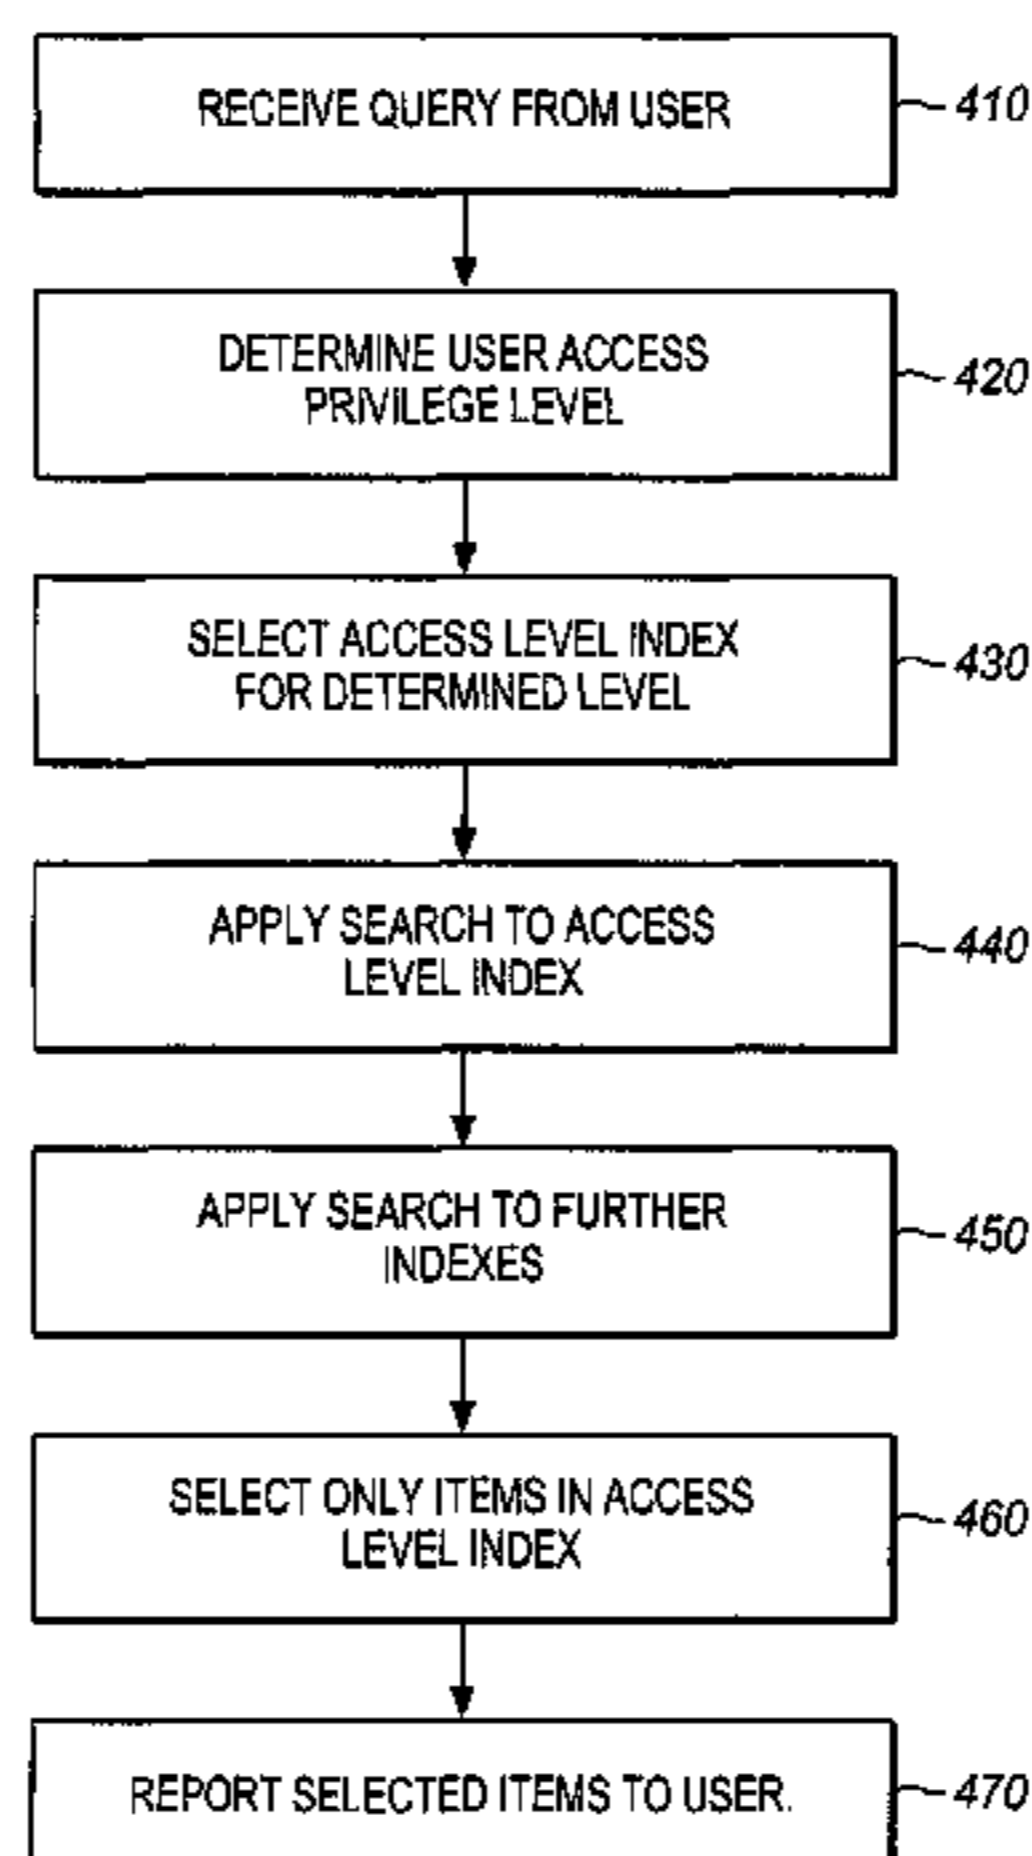 RECEIVE QUERY FROM USER
410
DETERMINE USER ACCESS
PRIVILEGE LEVEL
420
SELECT ACCESS LEVEL INDEX
FOR DETERMINED LEVEL
430
APPLY SEARCH TO ACCESS
LEVEL INDEX
440
APPLY SEARCH TO FURTHER
INDEXES
450
SELECT ONLY ITEMS IN ACCESS
LEVEL INDEX
460
REPORT SELECTED ITEMS TO USER.
470